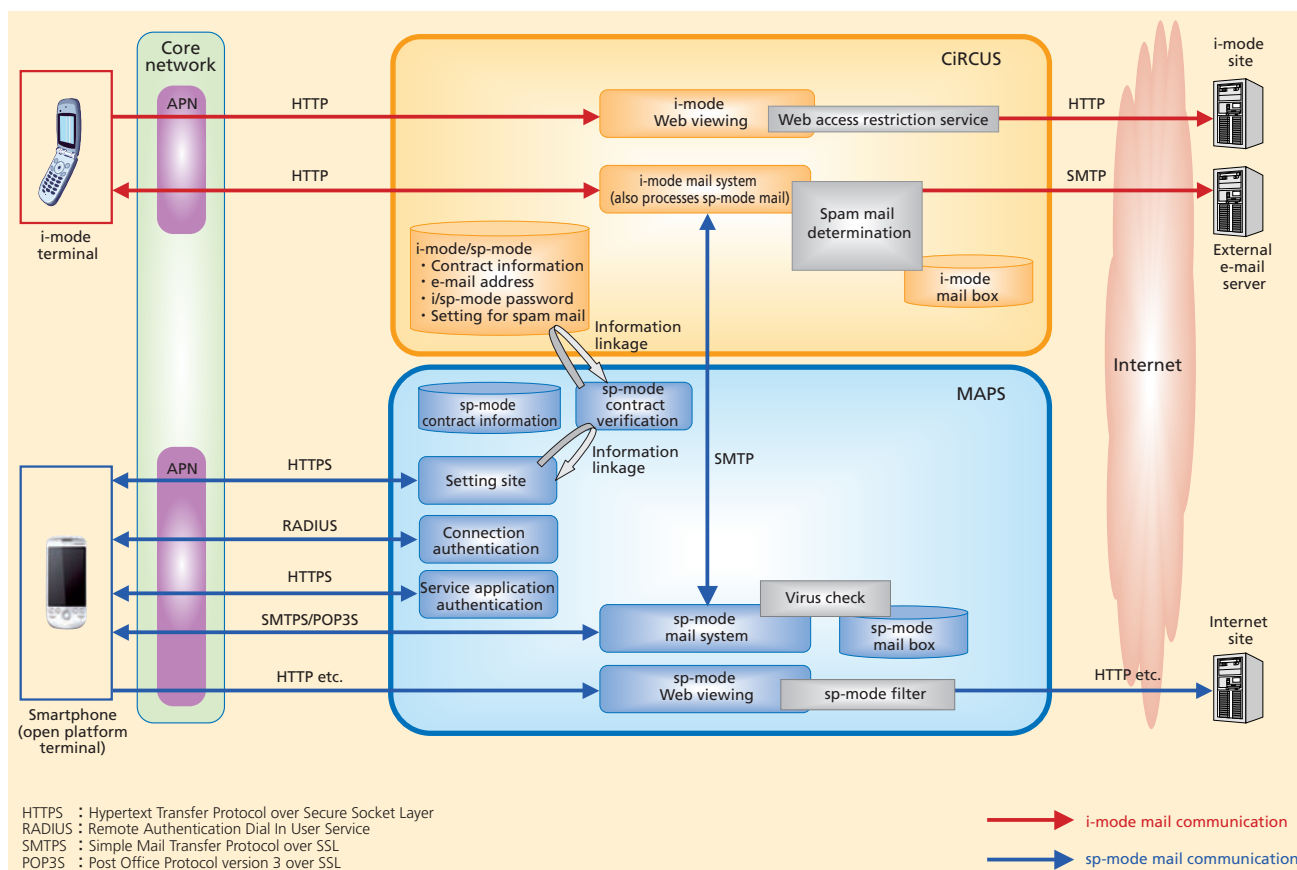 Core
network
CiRCUS
i-mode
site
APN
HTTP
i-mode
Web viewing
Web access restriction service
HTTP
HTTP
i-mode mail system
(also processes sp-mode mail)
SMTP
Spam mail
determination
i-mode
terminal
External
e-mail
server
i-mode/sp-mode
・Contract information
・e-mail address
・i/sp-mode password
・Setting for spam mail
i-mode
mail box
Information
linkage
Internet
MAPS
sp-mode
contract information
sp-mode
contract
verification
Information
linkage
SMTP
APN
HTTPS
Setting site
RADIUS
Connection
authentication
HTTPS
Service application
authentication
Virus check
SMTPS/POP3S
sp-mode
mail system
sp-mode
mail box
Internet
site
HTTP etc.
sp-mode
Web viewing
sp-mode filter
HTTP etc.
Smartphone
(open platform
terminal)
HTTPS : Hypertext Transfer Protocol over Secure Socket Layer
RADIUS : Remote Authentication Dial In User Service
SMTPS : Simple Mail Transfer Protocol over SSL
POP3S : Post Office Protocol version 3 over SSL
i-mode mail communication
sp-mode mail communication